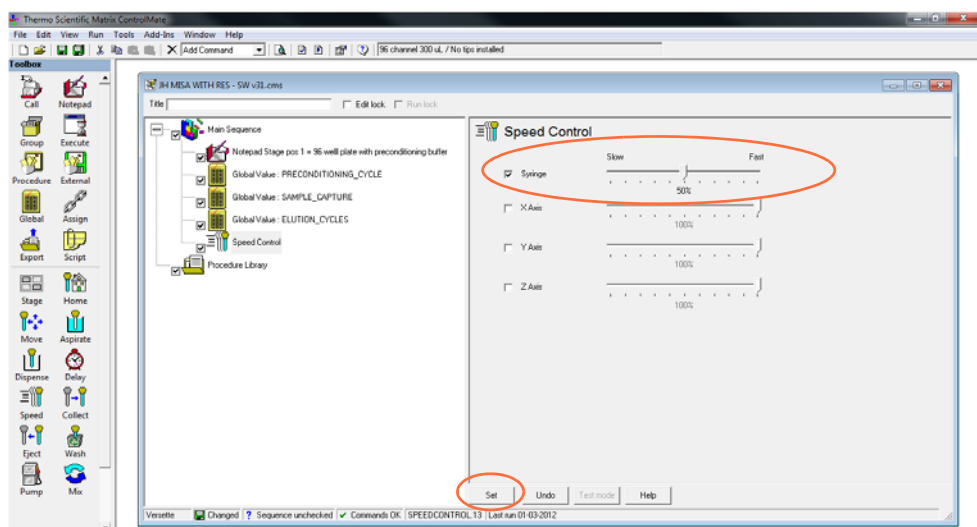 Thermo Scientific Matrix ControlMate
File Edit View Run Tools Add-Ins Window Help
Add Command
96 channel 300 uL / No tips installed
Toolbox
Call Notepad
Group Execute
Procedure External
Global Assign
Export Script
Stage Home
Move Aspirate
Dispense Delay
Speed Collect
Eject Wash
Pump Mix
JH MISA WITH RES - SW v31.cms
Title Edit lock Run lock
Main Sequence
Notepad Stage pos 1 = 96 well plate with preconditioning buffer
Global Value : PRECONDITIONING_CYCLE
Global Value : SAMPLE_CAPTURE
Global Value : ELUTION_CYCLES
Speed Control
Procedure Library
Speed Control
Slow Fast
Syringe
50%
X Axis
100%
Y Axis
100%
Z Axis
100%
Set Undo Test mode Help
Versette Changed ? Sequence unchecked Commands OK SPEEDCONTROL.13 Last run 01-03-2012